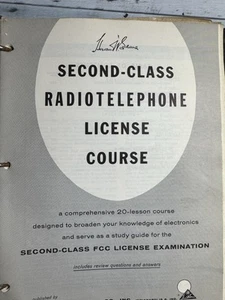 SECOND-CLASS
RADIOTELEPHONE
LICENSE
COURSE
a comprehensive 20-lesson course
designed to broaden your knowledge of electronics
and serve as a study guide for the
SECOND-CLASS FCC LICENSE EXAMINATION
includes review questions and answers